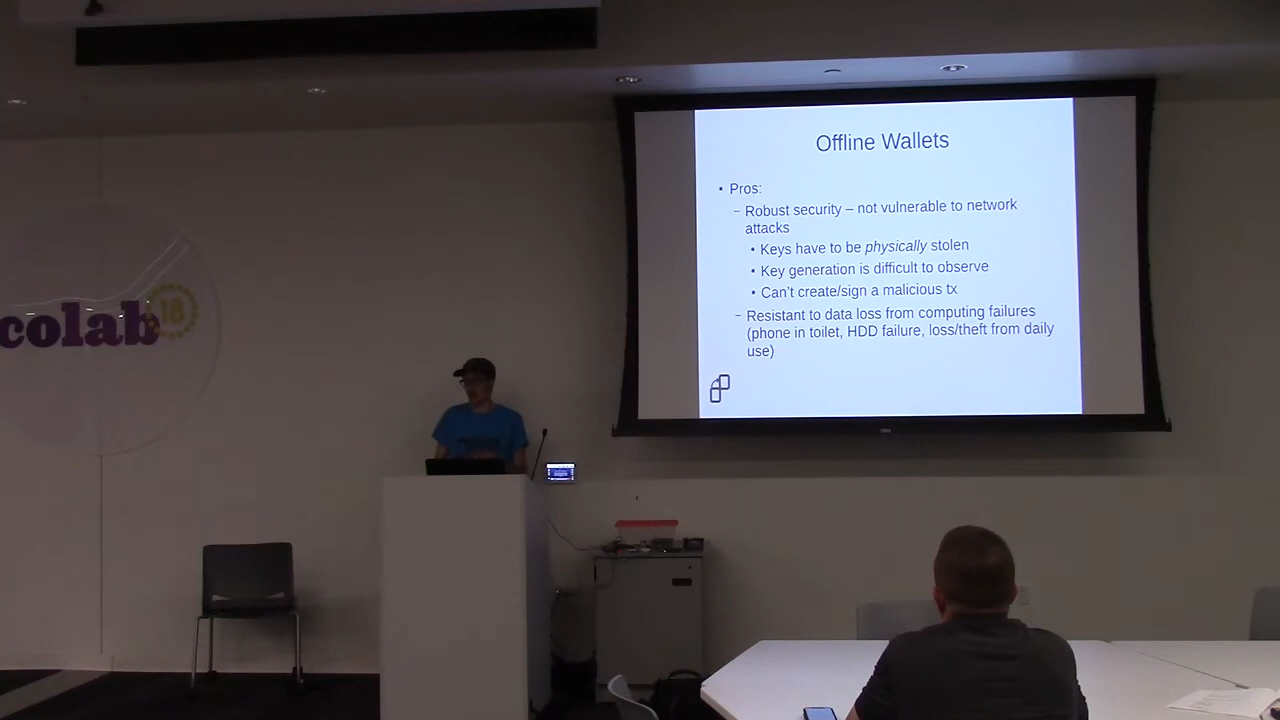 Offline Wallets
• Pros:
– Robust security – not vulnerable to network
attacks
• Keys have to be physically stolen
• Key generation is difficult to observe
• Can't create/sign a malicious tx
– Resistant to data loss from computing failures
(phone in toilet, HDD failure, loss/theft from daily
use)
colab
18